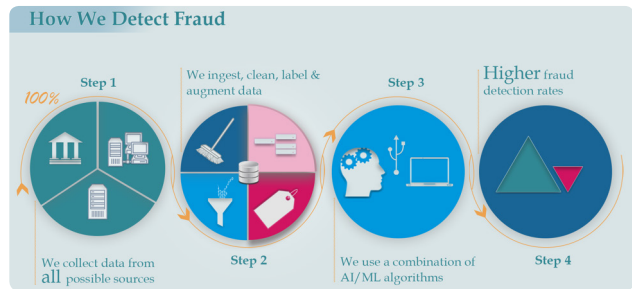 How We Detect Fraud
Step 1
100%
We collect data from
all possible sources
We ingest, clean, label &
augment data
Step 2
Step 3
We use a combination of
AI/ML algorithms
Higher fraud
detection rates
Step 4